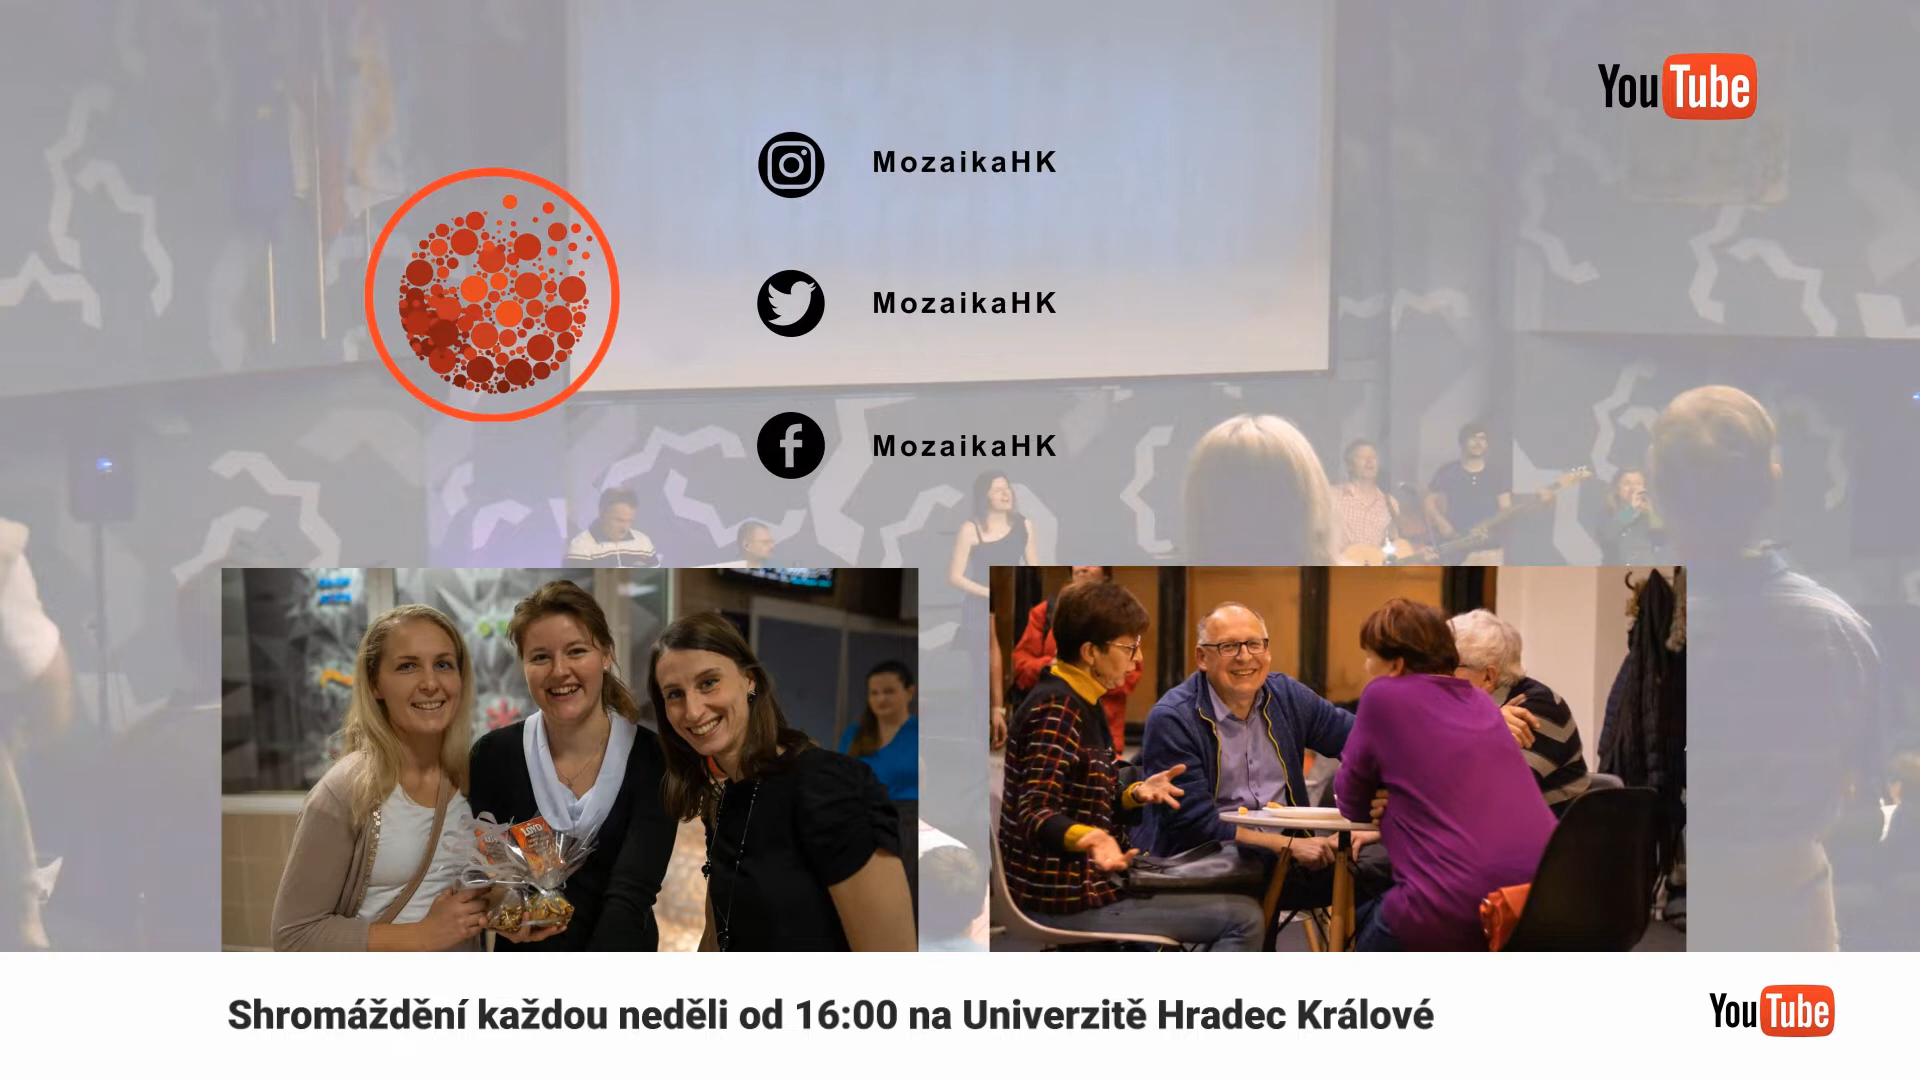 YouTube
MozaikaHK
MozaikaHK
MozaikaHK
Shromáždění každou neděli od 16:00 na Univerzitě Hradec Králové
YouTube